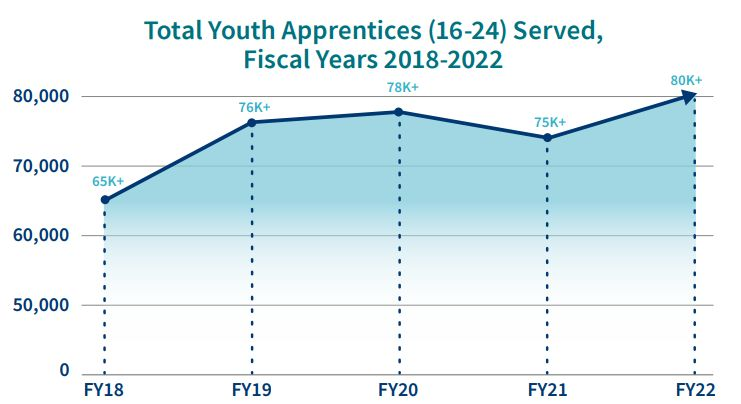 Total Youth Apprentices (16-24) Served,
Fiscal Years 2018-2022
80,000
70,000
60,000
50,000
0
65K+
76K+
78K+
75K+
80K+
FY18
FY19
FY20
FY21
FY22